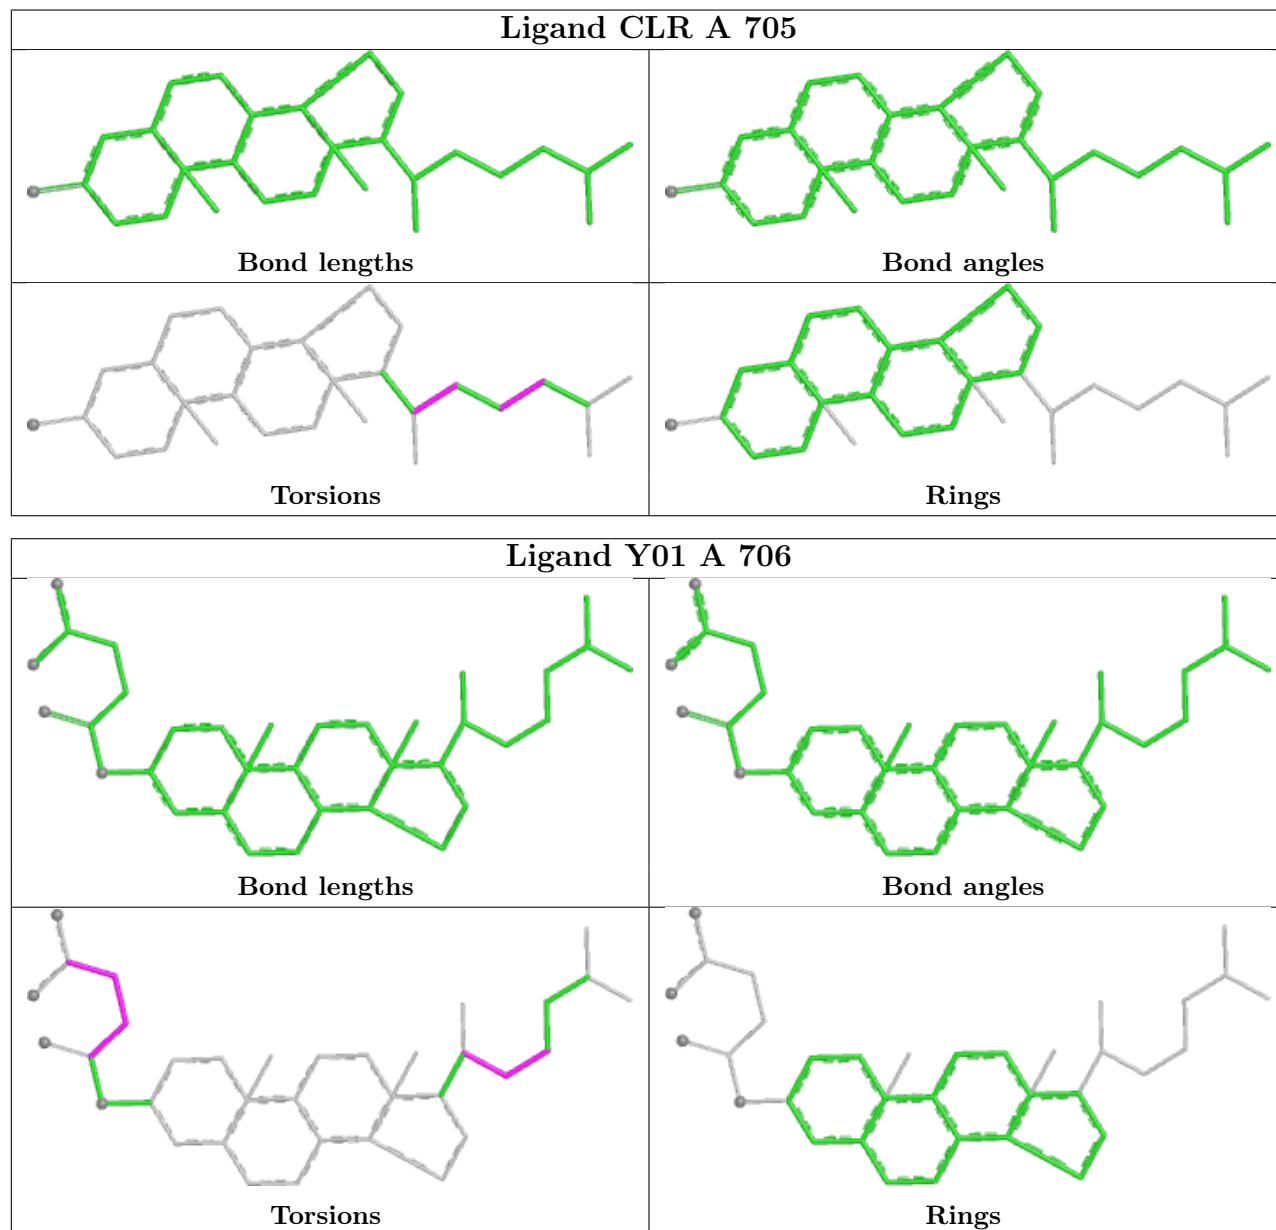 Ligand CLR A 705
Bond lengths
Bond angles
Torsions
Rings
Ligand Y01 A 706
Bond lengths
Bond angles
Torsions
Rings